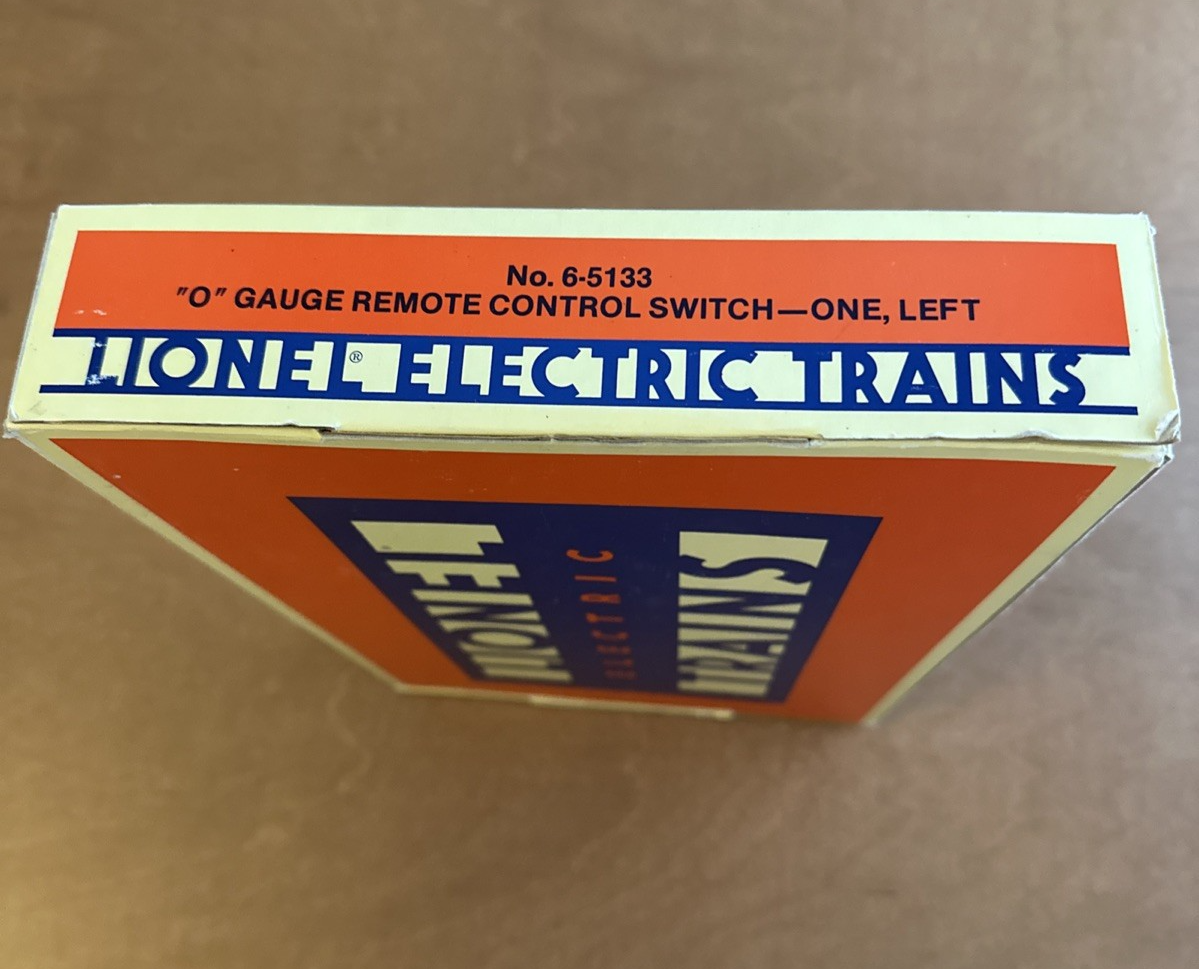 No. 6-5133
"O" GAUGE REMOTE CONTROL SWITCH—ONE, LEFT
LIONEL® ELECTRIC TRAINS
LIONEL
ELECTRIC
TRAINS